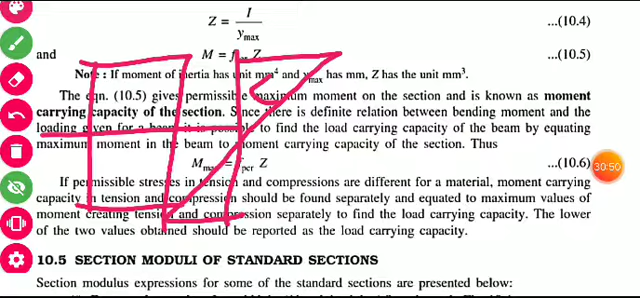 Z = I / y max ...(10.4)
and M = f per Z ...(10.5)
Note : If moment of inertia has unit mm⁴ and y max has mm, Z has the unit mm³.
The eqn. (10.5) gives permissible maximum moment on the section and is known as moment
carrying capacity of the section. Since there is definite relation between bending moment and the
loading given for a beam it is possible to find the load carrying capacity of the beam by equating
maximum moment in the beam to moment carrying capacity of the section. Thus
M max = f per Z ...(10.6)
30:50
If permissible stresses in tension and compressions are different for a material, moment carrying
capacity in tension and compression should be found separately and equated to maximum values of
moment creating tension and compression separately to find the load carrying capacity. The lower
of the two values obtained should be reported as the load carrying capacity.
10.5 SECTION MODULI OF STANDARD SECTIONS
Section modulus expressions for some of the standard sections are presented below: